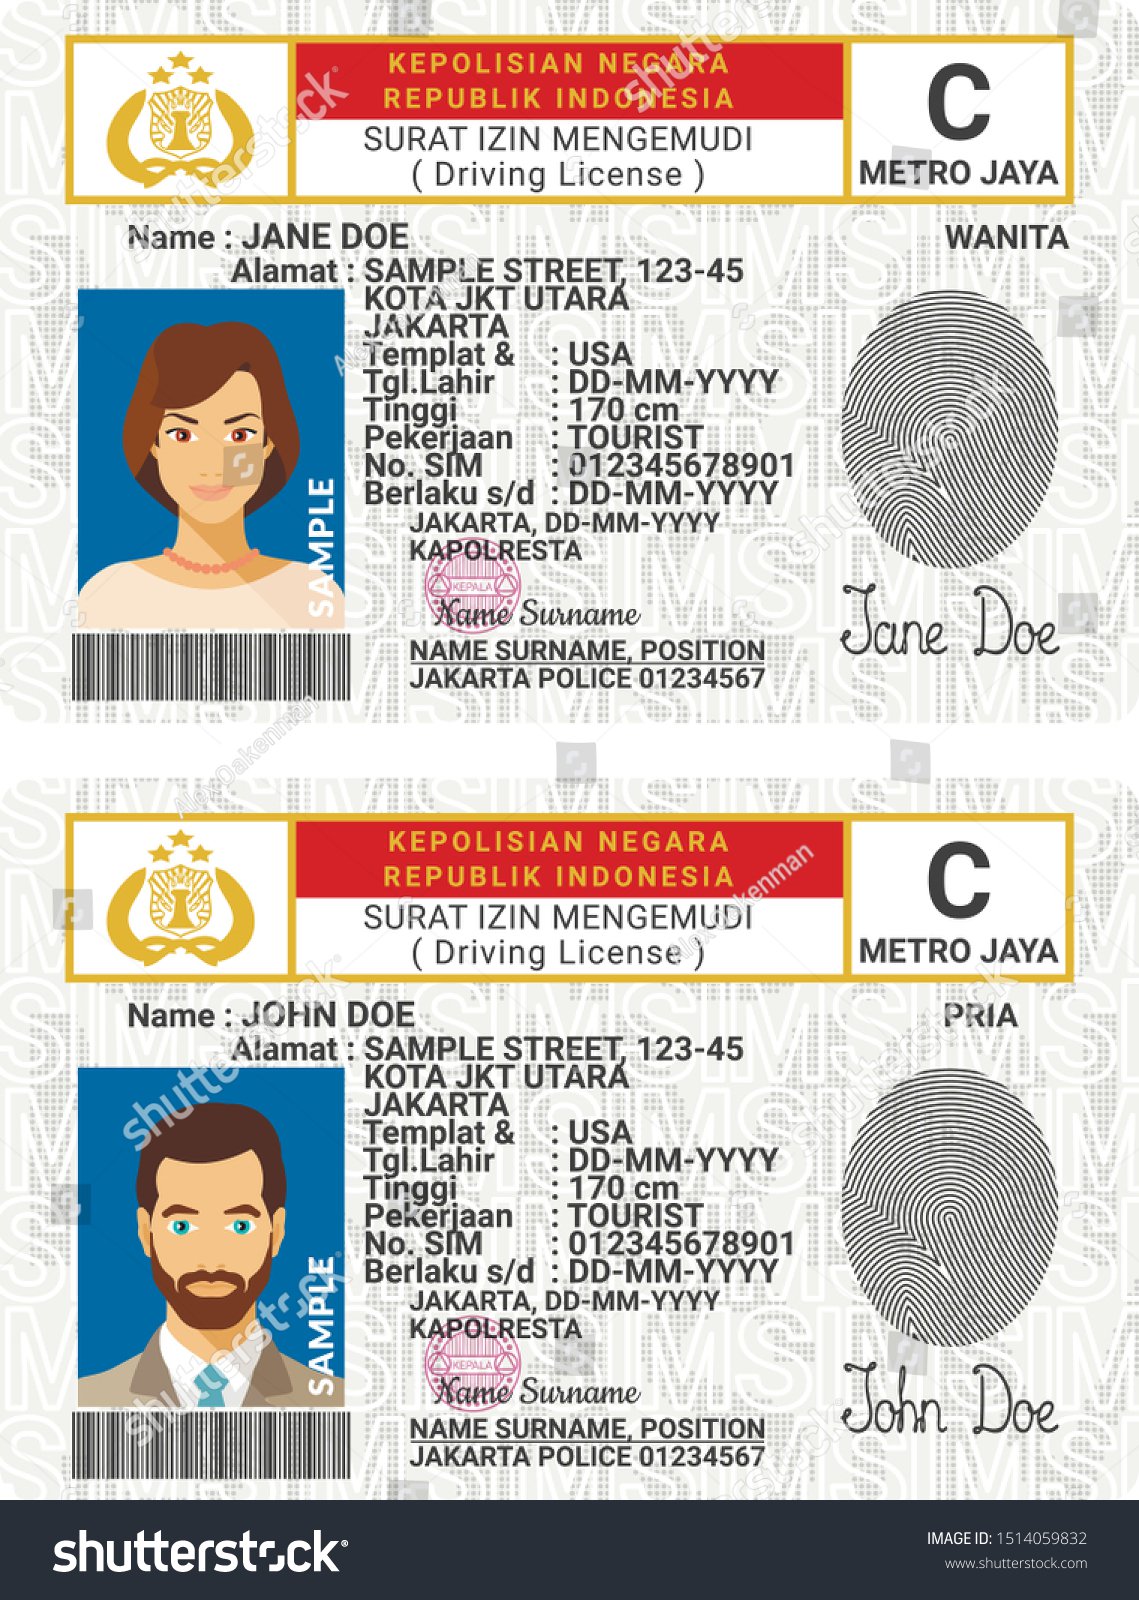 KEPOLISIAN NEGARA
REPUBLIK INDONESIA
SURAT IZIN MENGEMUDI
( Driving License )
C
METRO JAYA
Name : JANE DOE
WANITA
Alamat : SAMPLE STREET, 123-45
KOTA JKT UTARA
JAKARTA
Templat & : USA
Tgl.Lahir : DD-MM-YYYY
Tinggi : 170 cm
Pekerjaan : TOURIST
No. SIM : 012345678901
Berlaku s/d : DD-MM-YYYY
JAKARTA, DD-MM-YYYY
KAPOLRESTA
KEPALA
Name Surname
NAME SURNAME, POSITION
JAKARTA POLICE 01234567
SAMPLE
Jane Doe
KEPOLISIAN NEGARA
REPUBLIK INDONESIA
SURAT IZIN MENGEMUDI
( Driving License )
C
METRO JAYA
Name : JOHN DOE
PRIA
Alamat : SAMPLE STREET, 123-45
KOTA JKT UTARA
JAKARTA
Templat & : USA
Tgl.Lahir : DD-MM-YYYY
Tinggi : 170 cm
Pekerjaan : TOURIST
No. SIM : 012345678901
Berlaku s/d : DD-MM-YYYY
JAKARTA, DD-MM-YYYY
KAPOLRESTA
KEPALA
Name Surname
NAME SURNAME, POSITION
JAKARTA POLICE 01234567
SAMPLE
John Doe
shutterstock
IMAGE ID: 1514059832
www.shutterstock.com